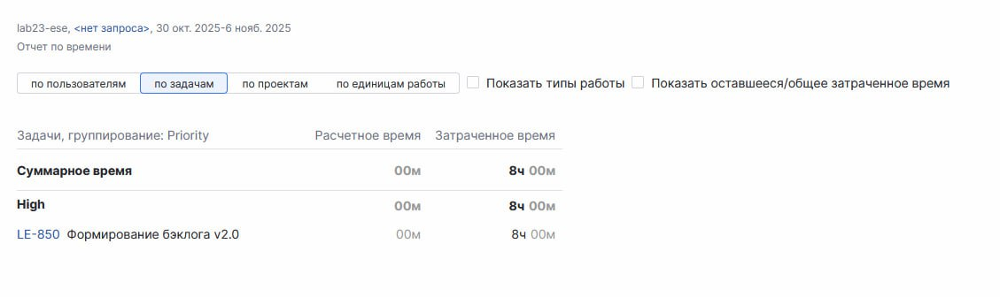 lab23-ese, <нет запроса>, 30 окт. 2025-6 нояб. 2025
Отчет по времени
по пользователям по задачам по проектам по единицам работы Показать типы работы Показать оставшееся/общее затраченное время
Задачи, группирование: Priority Расчетное время Затраченное время
Суммарное время 00м 8ч 00м
High 00м 8ч 00м
LE-850 Формирование бэклога v2.0 00м 8ч 00м